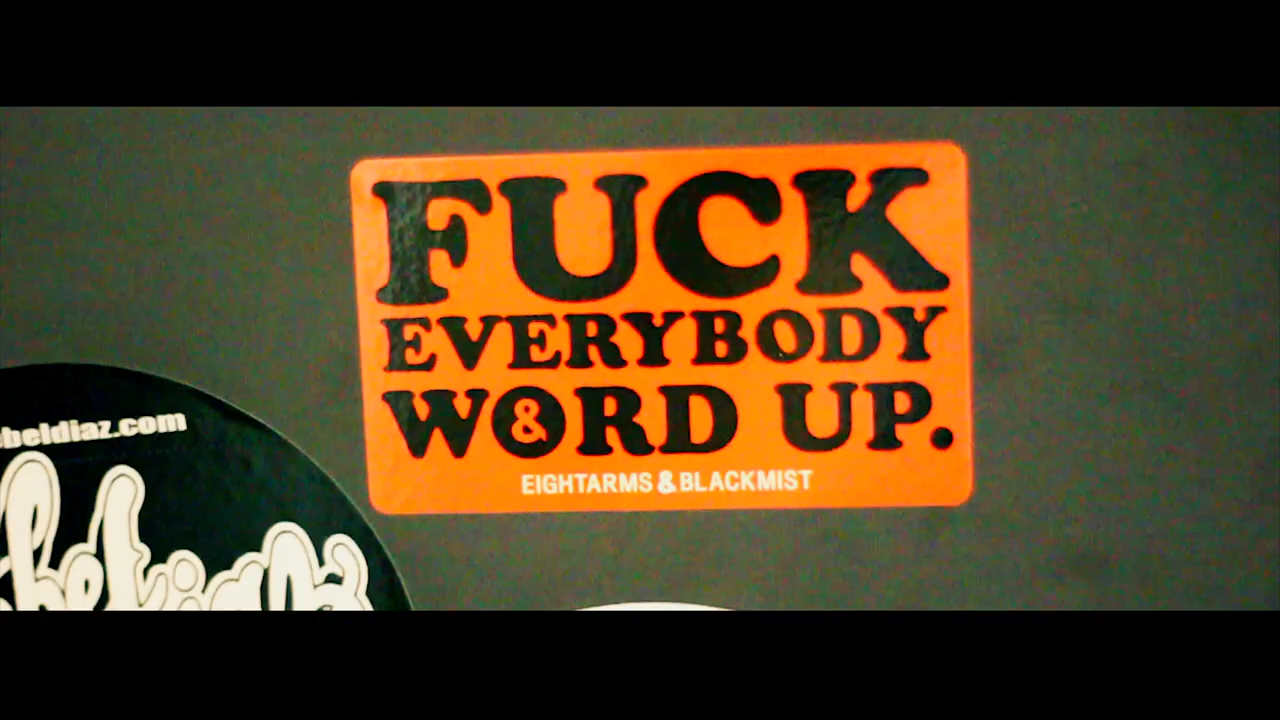 FUCK
EVERYBODY
W&RD UP.
EIGHTARMS & BLACKMIST
beldiaz.com